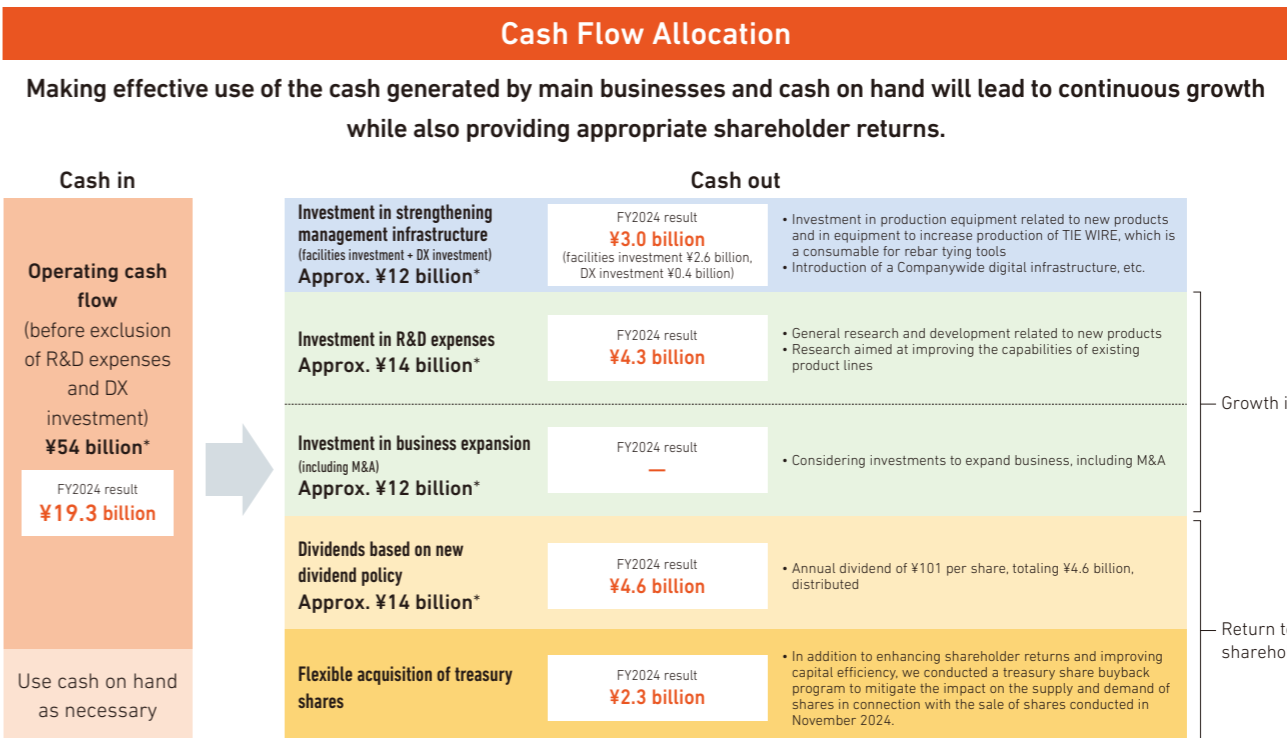 Cash Flow Allocation
Making effective use of the cash generated by main businesses and cash on hand will lead to continuous growth
while also providing appropriate shareholder returns.
Cash in
Operating cash
flow
(before exclusion
of R&D expenses
and DX
investment)
¥54 billion*
FY2024 result
¥19.3 billion
Use cash on hand
as necessary
Cash out
Investment in strengthening
management infrastructure
(facilities investment + DX investment)
Approx. ¥12 billion*
FY2024 result
¥3.0 billion
(facilities investment ¥2.6 billion,
DX investment ¥0.4 billion)
• Investment in production equipment related to new products
and in equipment to increase production of TIE WIRE, which is
a consumable for rebar tying tools
• Introduction of a Companywide digital infrastructure, etc.
Investment in R&D expenses
Approx. ¥14 billion*
FY2024 result
¥4.3 billion
• General research and development related to new products
• Research aimed at improving the capabilities of existing
product lines
Investment in business expansion
(including M&A)
Approx. ¥12 billion*
FY2024 result
—
• Considering investments to expand business, including M&A
Growth i
Dividends based on new
dividend policy
Approx. ¥14 billion*
FY2024 result
¥4.6 billion
• Annual dividend of ¥101 per share, totaling ¥4.6 billion,
distributed
Flexible acquisition of treasury
shares
FY2024 result
¥2.3 billion
• In addition to enhancing shareholder returns and improving
capital efficiency, we conducted a treasury share buyback
program to mitigate the impact on the supply and demand of
shares in connection with the sale of shares conducted in
November 2024.
Return t
shareho